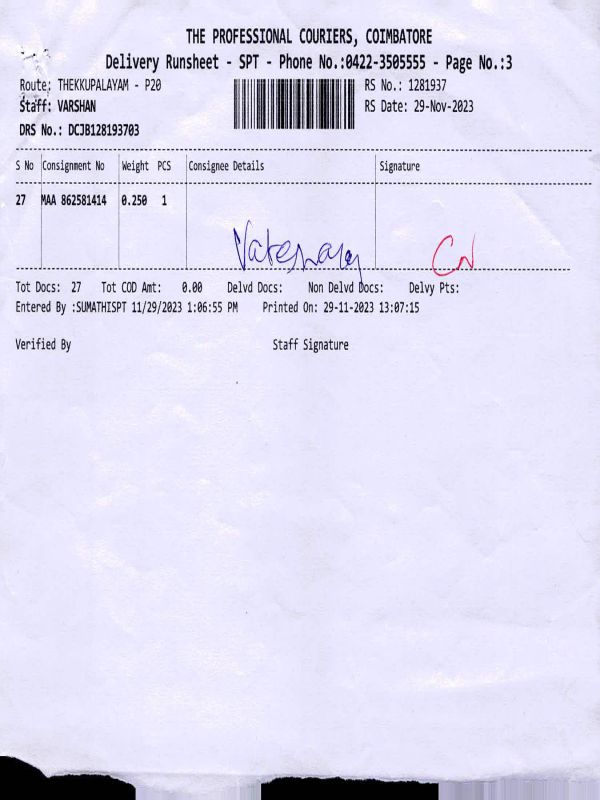 THE PROFESSIONAL COURIERS, COIMBATORE
Delivery Runsheet - SPT - Phone No.:0422-3505555 - Page No.:3
Route: THEKKUPALAYAM - P20 RS No.: 1281937
Staff: VARSHAN RS Date: 29-Nov-2023
DRS No.: DCJB128193703
S No Consignment No Weight PCS Consignee Details Signature
27 MAA 862581414 0.250 1
Tot Docs: 27 Tot COD Amt: 0.00 Delvd Docs: Non Delvd Docs: Delvy Pts:
Entered By :SUMATHISPT 11/29/2023 1:06:55 PM Printed On: 29-11-2023 13:07:15
Verified By Staff Signature